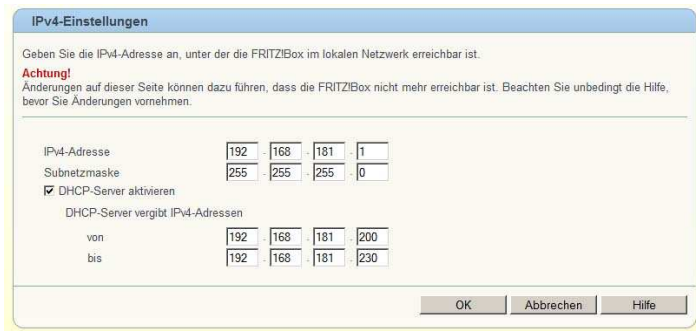 IPv4-Einstellungen
Geben Sie die IPv4-Adresse an, unter der die FRITZ!Box im lokalen Netzwerk erreichbar ist.
Achtung!
Änderungen auf dieser Seite können dazu führen, dass die FRITZ!Box nicht mehr erreichbar ist. Beachten Sie unbedingt die Hilfe,
bevor Sie Änderungen vornehmen.
IPv4-Adresse 192 . 168 . 181 . 1
Subnetzmaske 255 . 255 . 255 . 0
DHCP-Server aktivieren
DHCP-Server vergibt IPv4-Adressen
von 192 . 168 . 181 . 200
bis 192 . 168 . 181 . 230
OK Abbrechen Hilfe